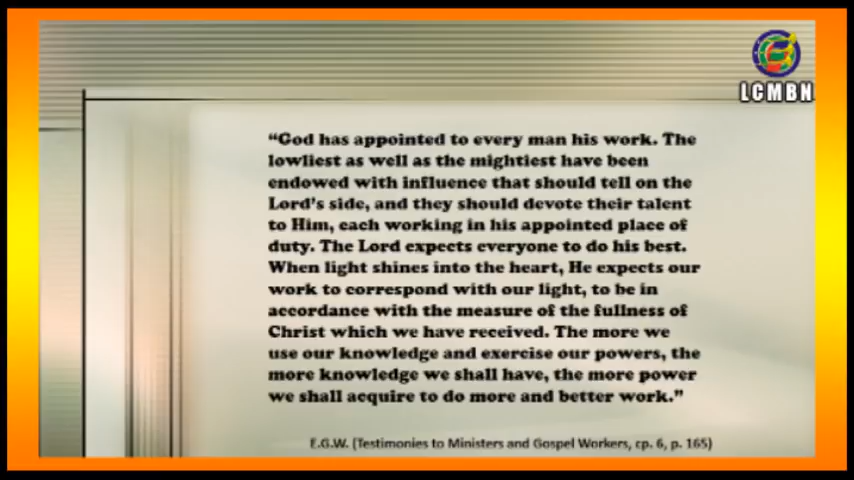 LCMBN
“God has appointed to every man his work. The
lowliest as well as the mightiest have been
endowed with influence that should tell on the
Lord’s side, and they should devote their talent
to Him, each working in his appointed place of
duty. The Lord expects everyone to do his best.
When light shines into the heart, He expects our
work to correspond with our light, to be in
accordance with the measure of the fullness of
Christ which we have received. The more we
use our knowledge and exercise our powers, the
more knowledge we shall have, the more power
we shall acquire to do more and better work.”
E.G.W. (Testimonies to Ministers and Gospel Workers, cp. 6, p. 165)